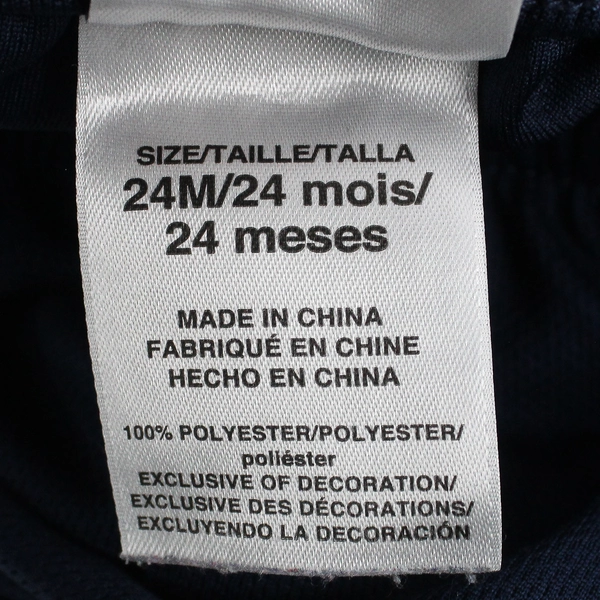 SIZE/TAILLE/TALLA
24M/24 mois/
24 meses
MADE IN CHINA
FABRIQUÉ EN CHINE
HECHO EN CHINA
100% POLYESTER/POLYESTER/
poliéster
EXCLUSIVE OF DECORATION/
EXCLUSIVE DES DÉCORATIONS/
EXCLUYENDO LA DECORACIÓN